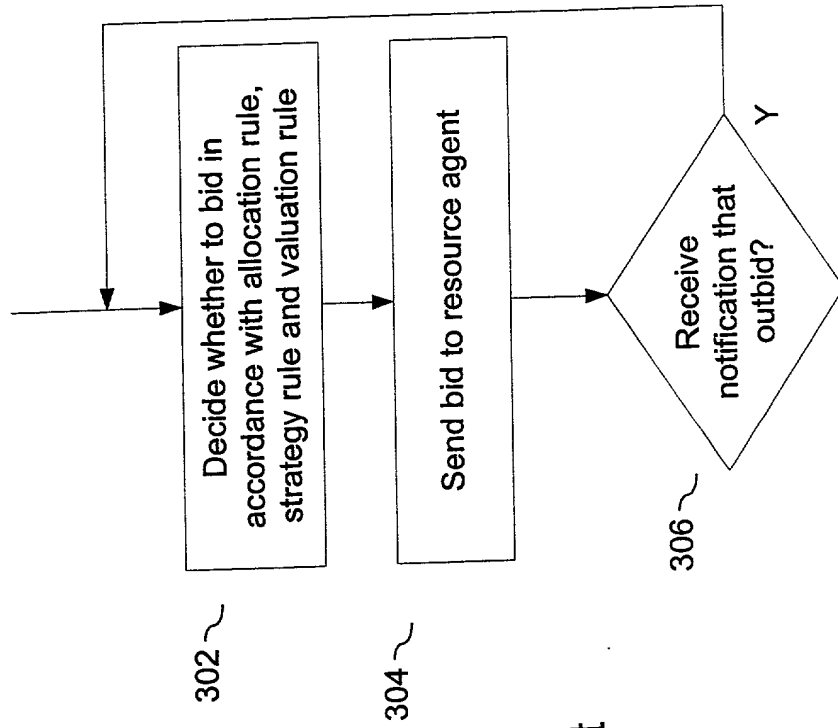 302
Decide whether to bid in
accordance with allocation rule,
strategy rule and valuation rule
304
Send bid to resource agent
306
Receive
notification that
outbid?
Y